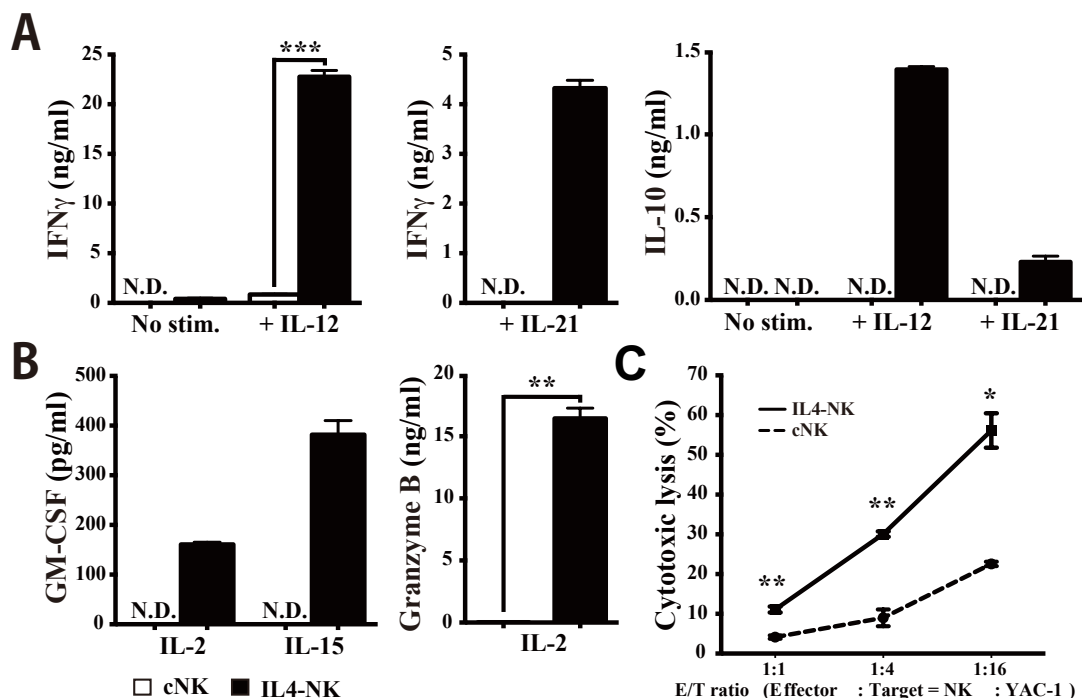 A
IFNγ (ng/ml)
25
20
15
10
5
0
***
N.D.
No stim.
+ IL-12
IFNγ (ng/ml)
5
4
3
2
1
0
N.D.
+ IL-21
IL-10 (ng/ml)
1.5
1.0
0.5
0.0
N.D. N.D. N.D. N.D.
No stim.
+ IL-12
+ IL-21
B
GM-CSF (pg/ml)
500
400
300
200
100
0
N.D.
N.D.
IL-2
IL-15
Granzyme B (ng/ml)
20
15
10
5
0
**
IL-2
cNK IL4-NK
C
Cytotoxic lysis (%)
70
60
50
40
30
20
10
0
IL4-NK
cNK
**
**
*
1:1
1:4
1:16
E/T ratio (Effector : Target = NK : YAC-1 )